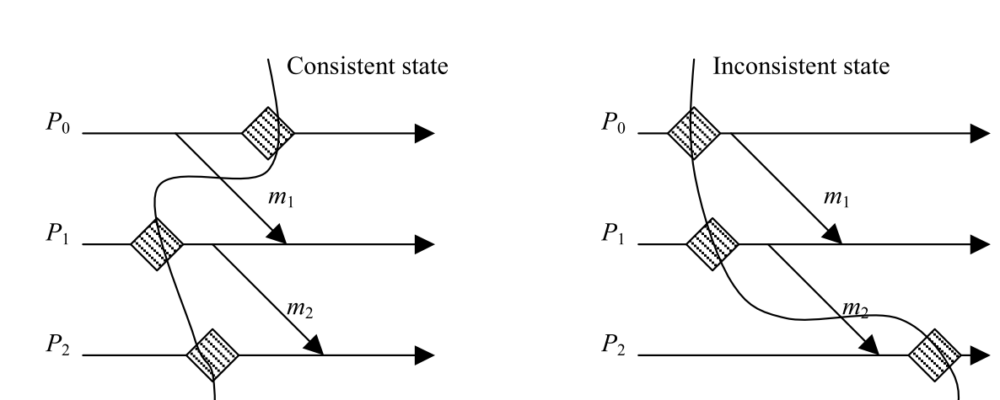 Consistent state
P0
m1
P1
m2
P2
Inconsistent state
P0
m1
P1
m2
P2